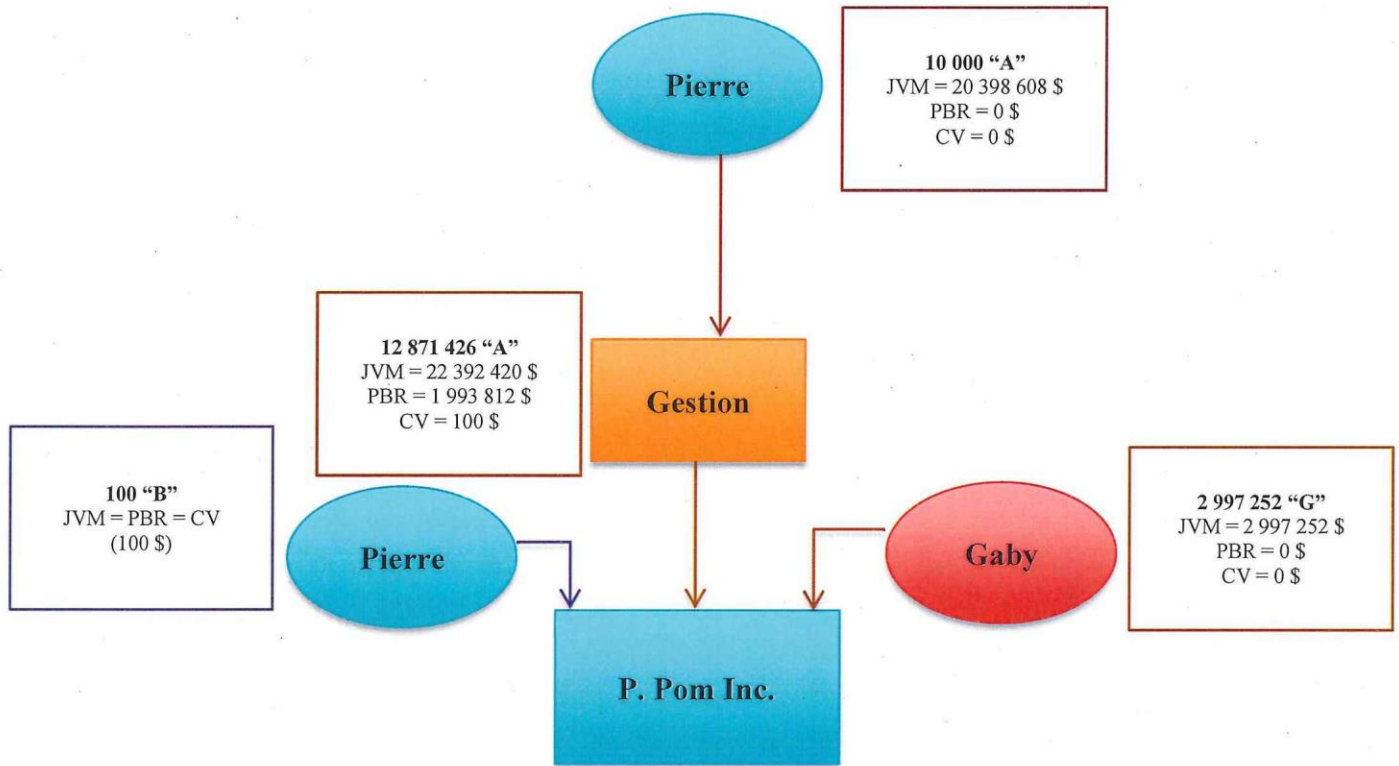 Pierre
10 000 “A”
JVM = 20 398 608 $
PBR = 0 $
CV = 0 $
12 871 426 “A”
JVM = 22 392 420 $
PBR = 1 993 812 $
CV = 100 $
Gestion
100 “B”
JVM = PBR = CV
(100 $)
Pierre
Gaby
2 997 252 “G”
JVM = 2 997 252 $
PBR = 0 $
CV = 0 $
P. Pom Inc.